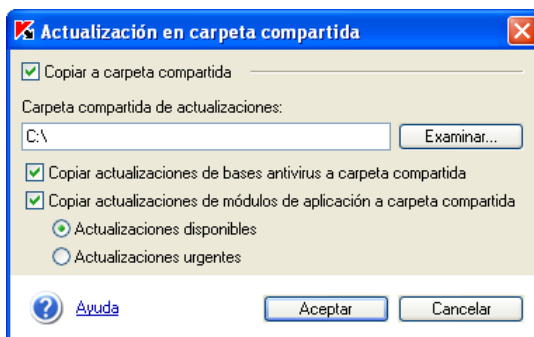 Actualización en carpeta compartida
Copiar a carpeta compartida
Carpeta compartida de actualizaciones:
C:\ Examinar...
Copiar actualizaciones de bases antivirus a carpeta compartida
Copiar actualizaciones de módulos de aplicación a carpeta compartida
Actualizaciones disponibles
Actualizaciones urgentes
Ayuda Aceptar Cancelar